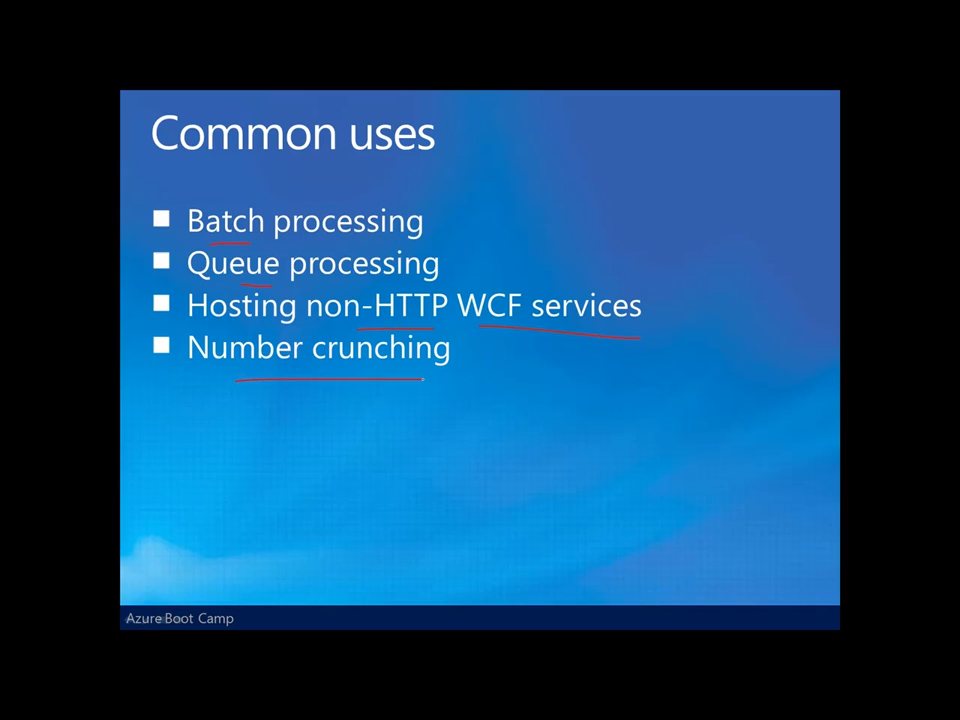 Common uses
Batch processing
Queue processing
Hosting non-HTTP WCF services
Number crunching
Azure Boot Camp